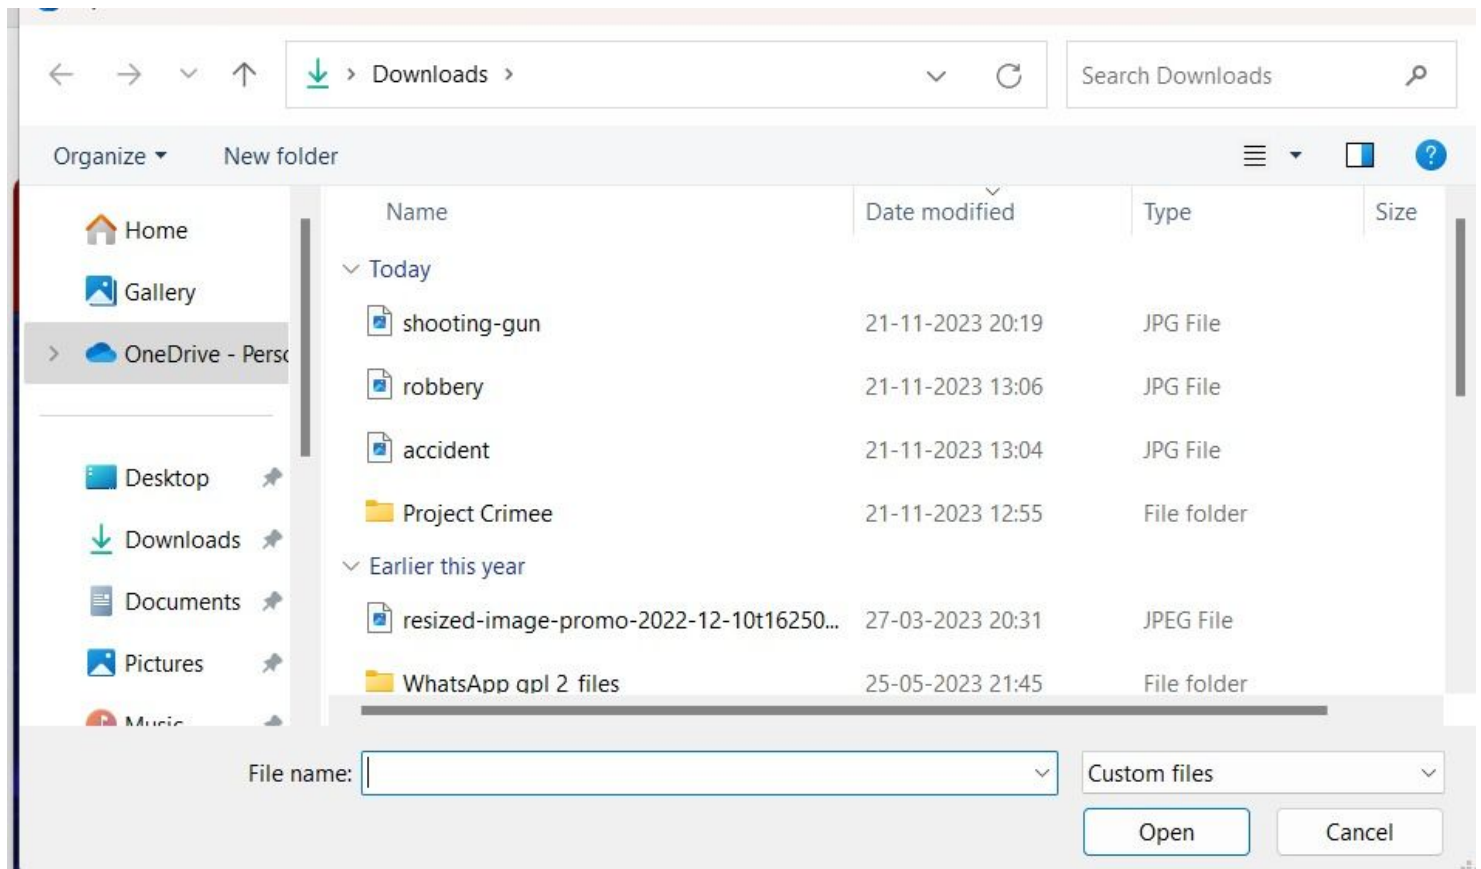 Downloads
Search Downloads
Organize New folder
Home
Gallery
OneDrive - Perso
Desktop
Downloads
Documents
Pictures
Music
Name Date modified Type Size
Today
shooting-gun 21-11-2023 20:19 JPG File
robbery 21-11-2023 13:06 JPG File
accident 21-11-2023 13:04 JPG File
Project Crimee 21-11-2023 12:55 File folder
Earlier this year
resized-image-promo-2022-12-10t16250... 27-03-2023 20:31 JPEG File
WhatsApp gpl 2_files 25-05-2023 21:45 File folder
File name: Custom files
Open Cancel